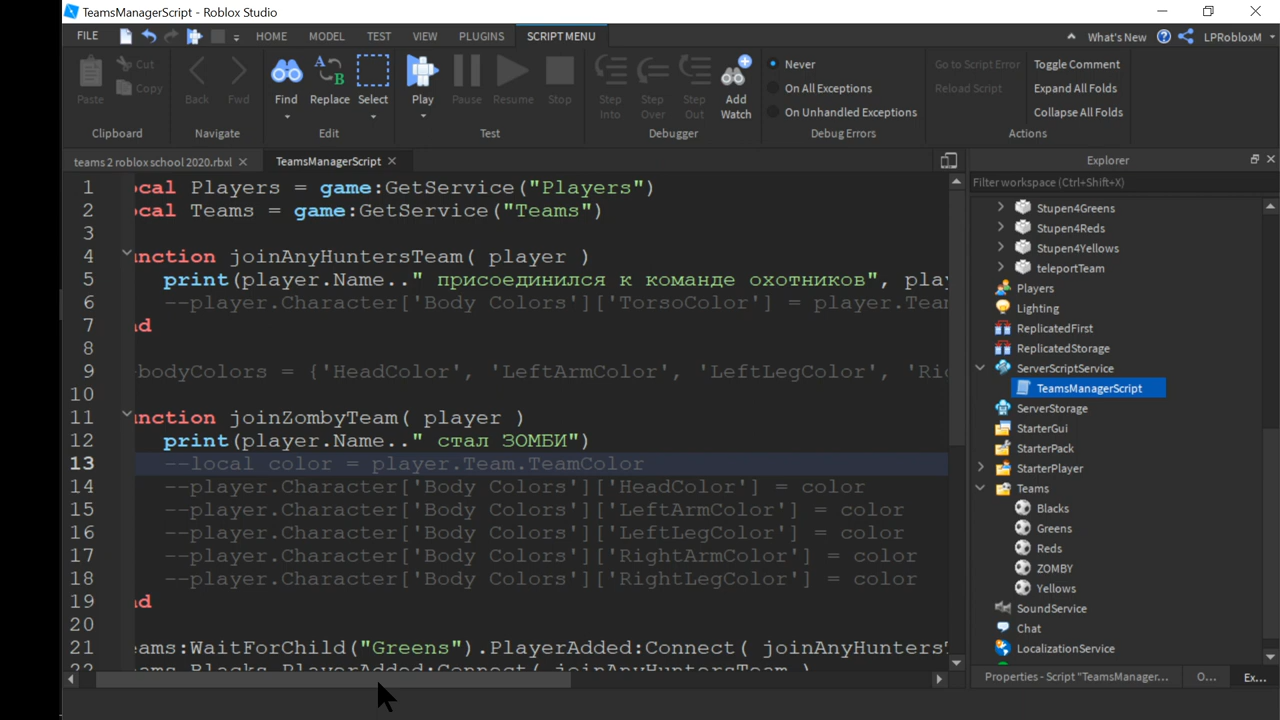 TeamsManagerScript - Roblox Studio
FILE HOME MODEL TEST VIEW PLUGINS SCRIPT MENU What's New LPRobloxM
Paste Cut Copy
Clipboard
Back Fwd
Navigate
Find Replace Select
Edit
Play Pause Resume Stop
Test
Step Into Step Over Step Out Add Watch
Debugger
Never
On All Exceptions
On Unhandled Exceptions
Debug Errors
Go to Script Error Toggle Comment
Reload Script Expand All Folds
Collapse All Folds
Actions
teams 2 roblox school 2020.rbxl TeamsManagerScript
1 cal Players = game:GetService("Players")
2 cal Teams = game:GetService("Teams")
3
4 nction joinAnyHuntersTeam( player )
5 print(player.Name.." присоединился к команде охотников", pla
6 --player.Character['Body Colors']['TorsoColor'] = player.Tea
7 d
8
9 -bodyColors = {'HeadColor', 'LeftArmColor', 'LeftLegColor', 'Ri
10
11 nction joinZombyTeam( player )
12 print(player.Name.." стал ЗОМБИ")
13 --local color = player.Team.TeamColor
14 --player.Character['Body Colors']['HeadColor'] = color
15 --player.Character['Body Colors']['LeftArmColor'] = color
16 --player.Character['Body Colors']['LeftLegColor'] = color
17 --player.Character['Body Colors']['RightArmColor'] = color
18 --player.Character['Body Colors']['RightLegColor'] = color
19 d
20
21 eams:WaitForChild("Greens").PlayerAdded:Connect( joinAnyHunters
22 ams.Blacks.PlayerAdded:Connect( joinAnyHuntersTeam )
Explorer
Filter workspace (Ctrl+Shift+X)
Stupen4Greens
Stupen4Reds
Stupen4Yellows
teleportTeam
Players
Lighting
ReplicatedFirst
ReplicatedStorage
ServerScriptService
TeamsManagerScript
ServerStorage
StarterGui
StarterPack
StarterPlayer
Teams
Blacks
Greens
Reds
ZOMBY
Yellows
SoundService
Chat
LocalizationService
Properties - Script "TeamsManager... O... Ex...